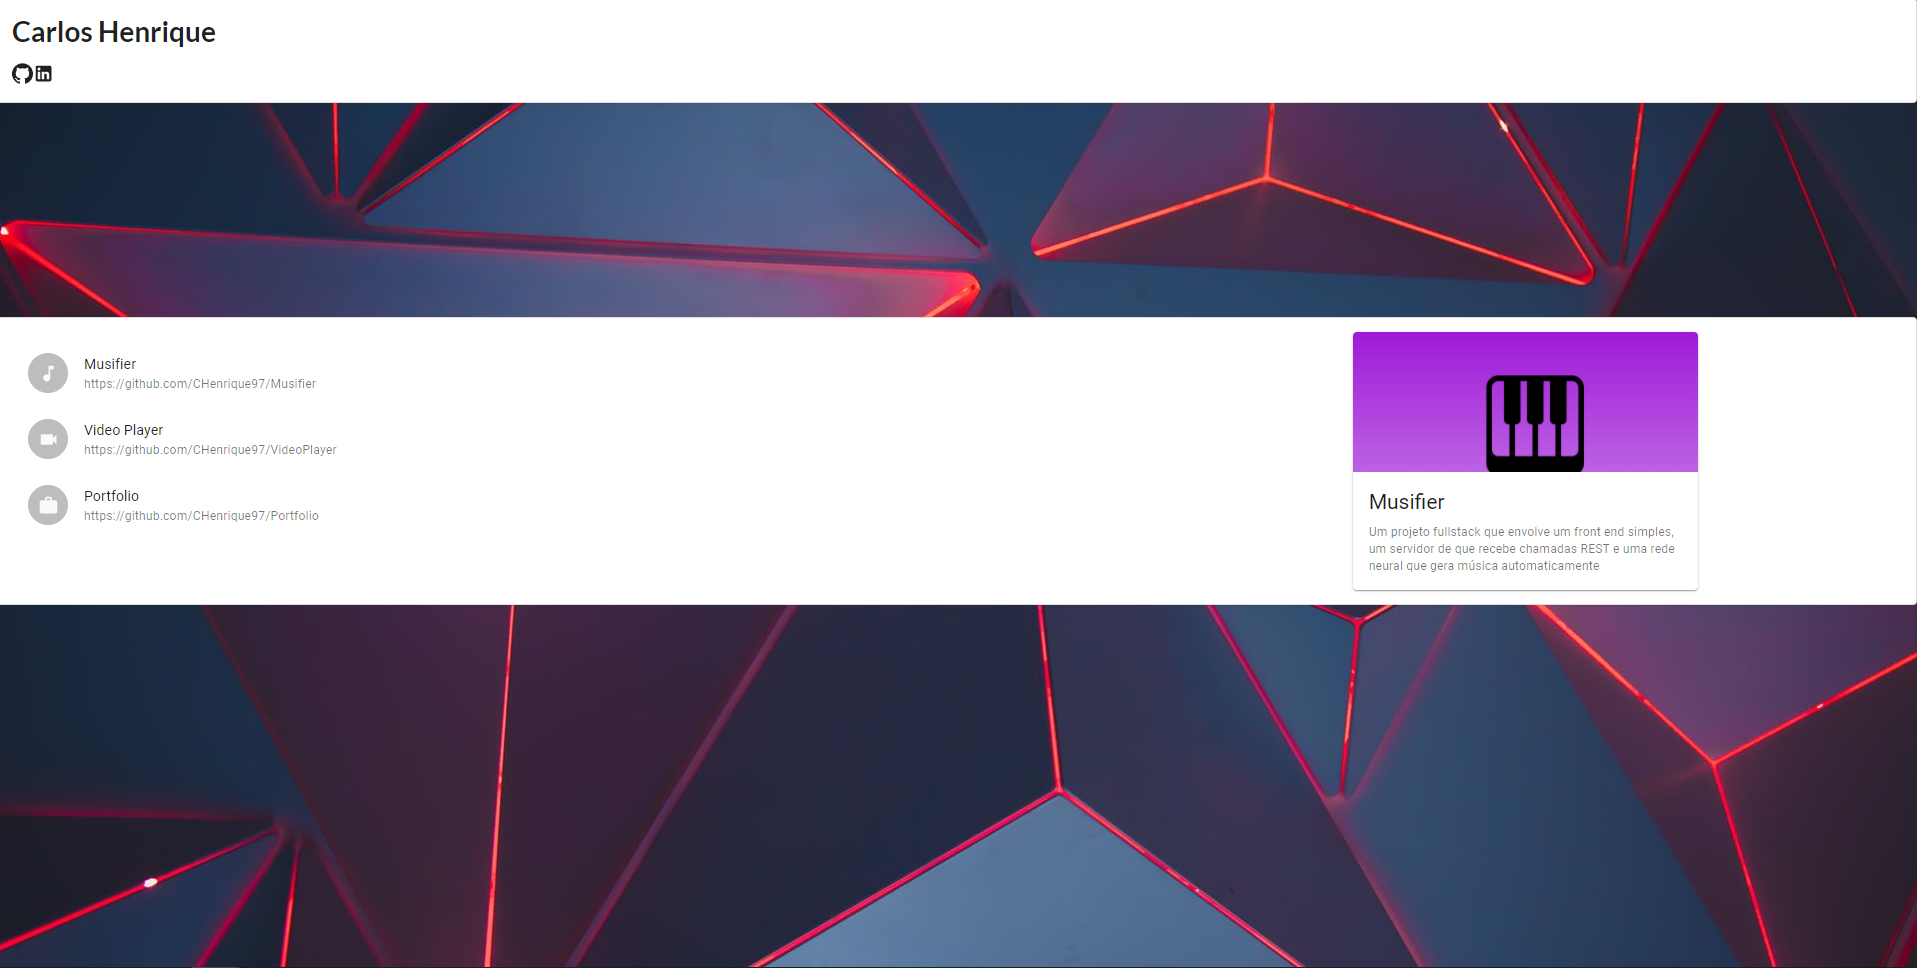 Carlos Henrique
Musifier
https://github.com/CHenrique97/Musifier
Video Player
https://github.com/CHenrique97/VideoPlayer
Portfolio
https://github.com/CHenrique97/Portfolio
Musifier
Um projeto fullstack que envolve um front end simples,
um servidor de que recebe chamadas REST e uma rede
neural que gera música automaticamente